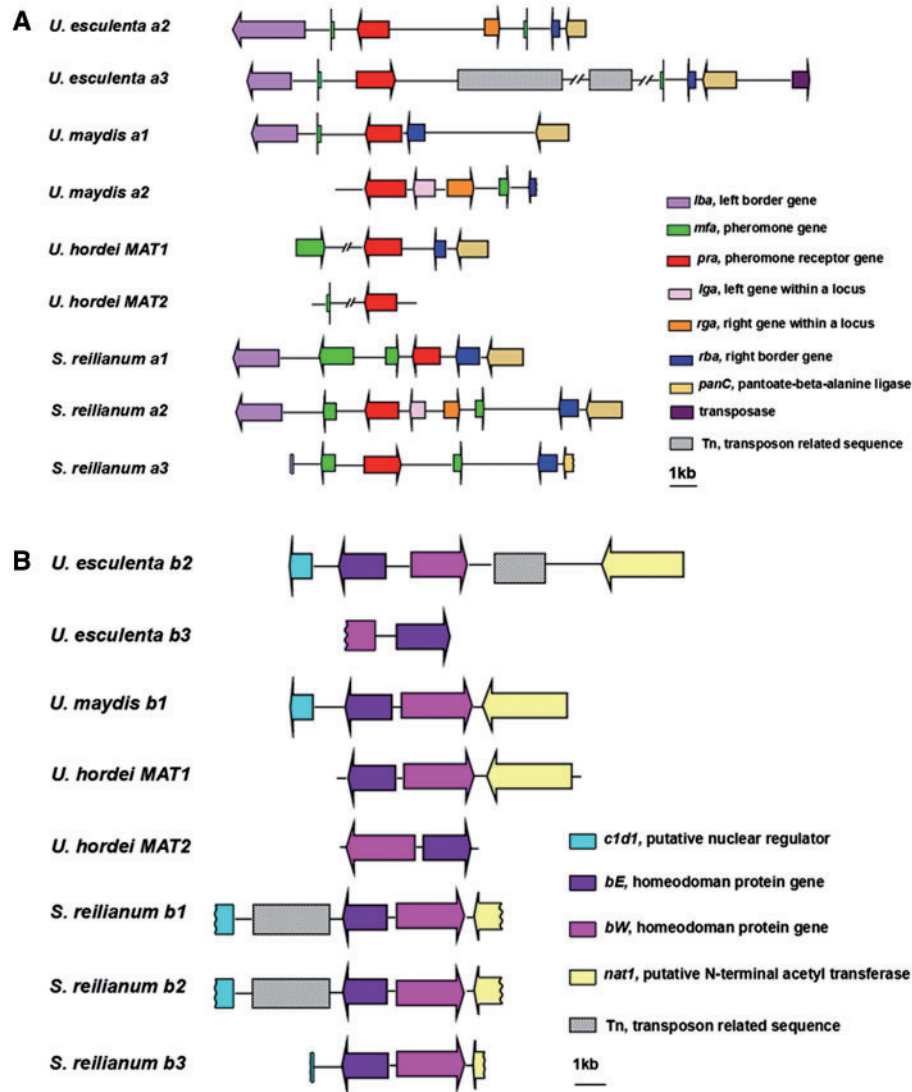 A
U. esculenta a2
U. esculenta a3
U. maydis a1
U. maydis a2
U. hordei MAT1
U. hordei MAT2
S. reilianum a1
S. reilianum a2
S. reilianum a3
lba, left border gene
mfa, pheromone gene
pra, pheromone receptor gene
lga, left gene within a locus
rga, right gene within a locus
rba, right border gene
panC, pantoate-beta-alanine ligase
transposase
Tn, transposon related sequence
1kb
B
U. esculenta b2
U. esculenta b3
U. maydis b1
U. hordei MAT1
U. hordei MAT2
S. reilianum b1
S. reilianum b2
S. reilianum b3
c1d1, putative nuclear regulator
bE, homeodoman protein gene
bW, homeodoman protein gene
nat1, putative N-terminal acetyl transferase
Tn, transposon related sequence
1kb